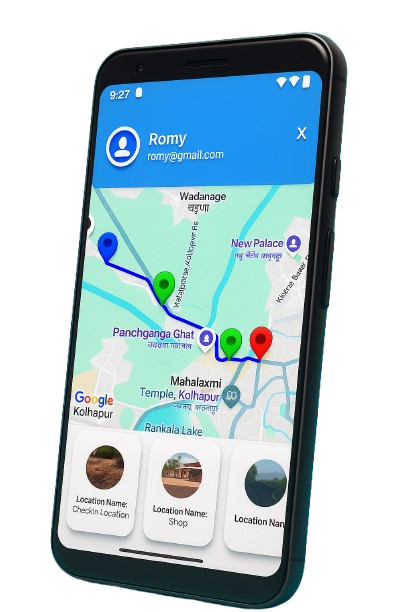 9:27
Romy
X
romy@gmail.com
Wadanage
वडणगे
New Palace
Panchganga Ghat
Mahalaxmi
Temple, Kolhapur
Google
Kolhapur
Rankala Lake
Location Name:
Checkin Location
Location Name:
Shop
Location Nam